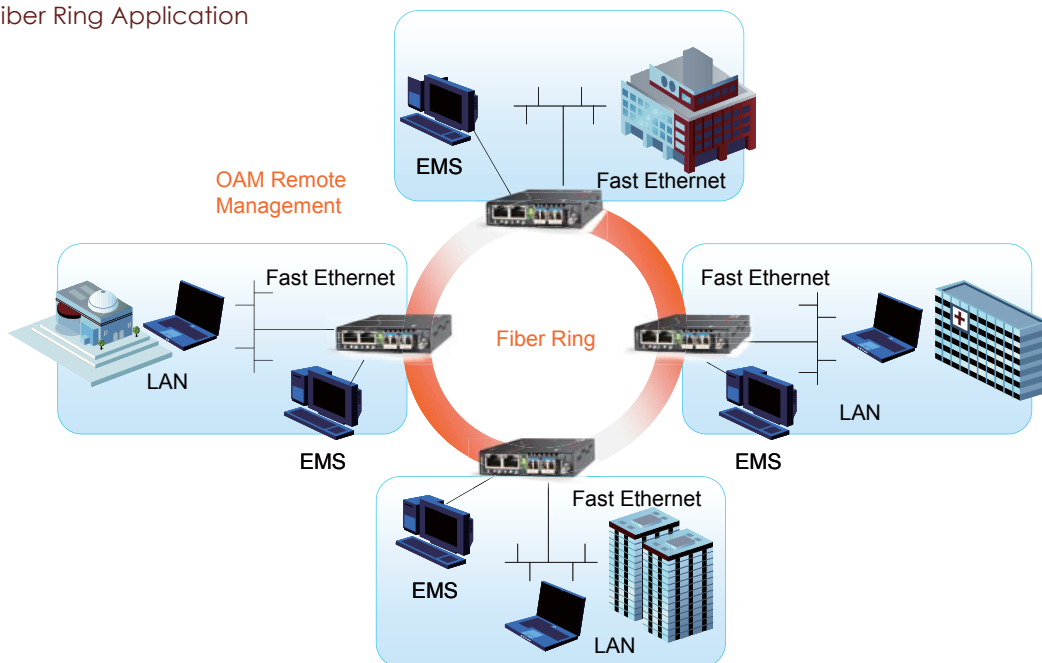 iber Ring Application
EMS
Fast Ethernet
OAM Remote
Management
Fast Ethernet
LAN
EMS
Fiber Ring
Fast Ethernet
LAN
EMS
Fast Ethernet
EMS
LAN